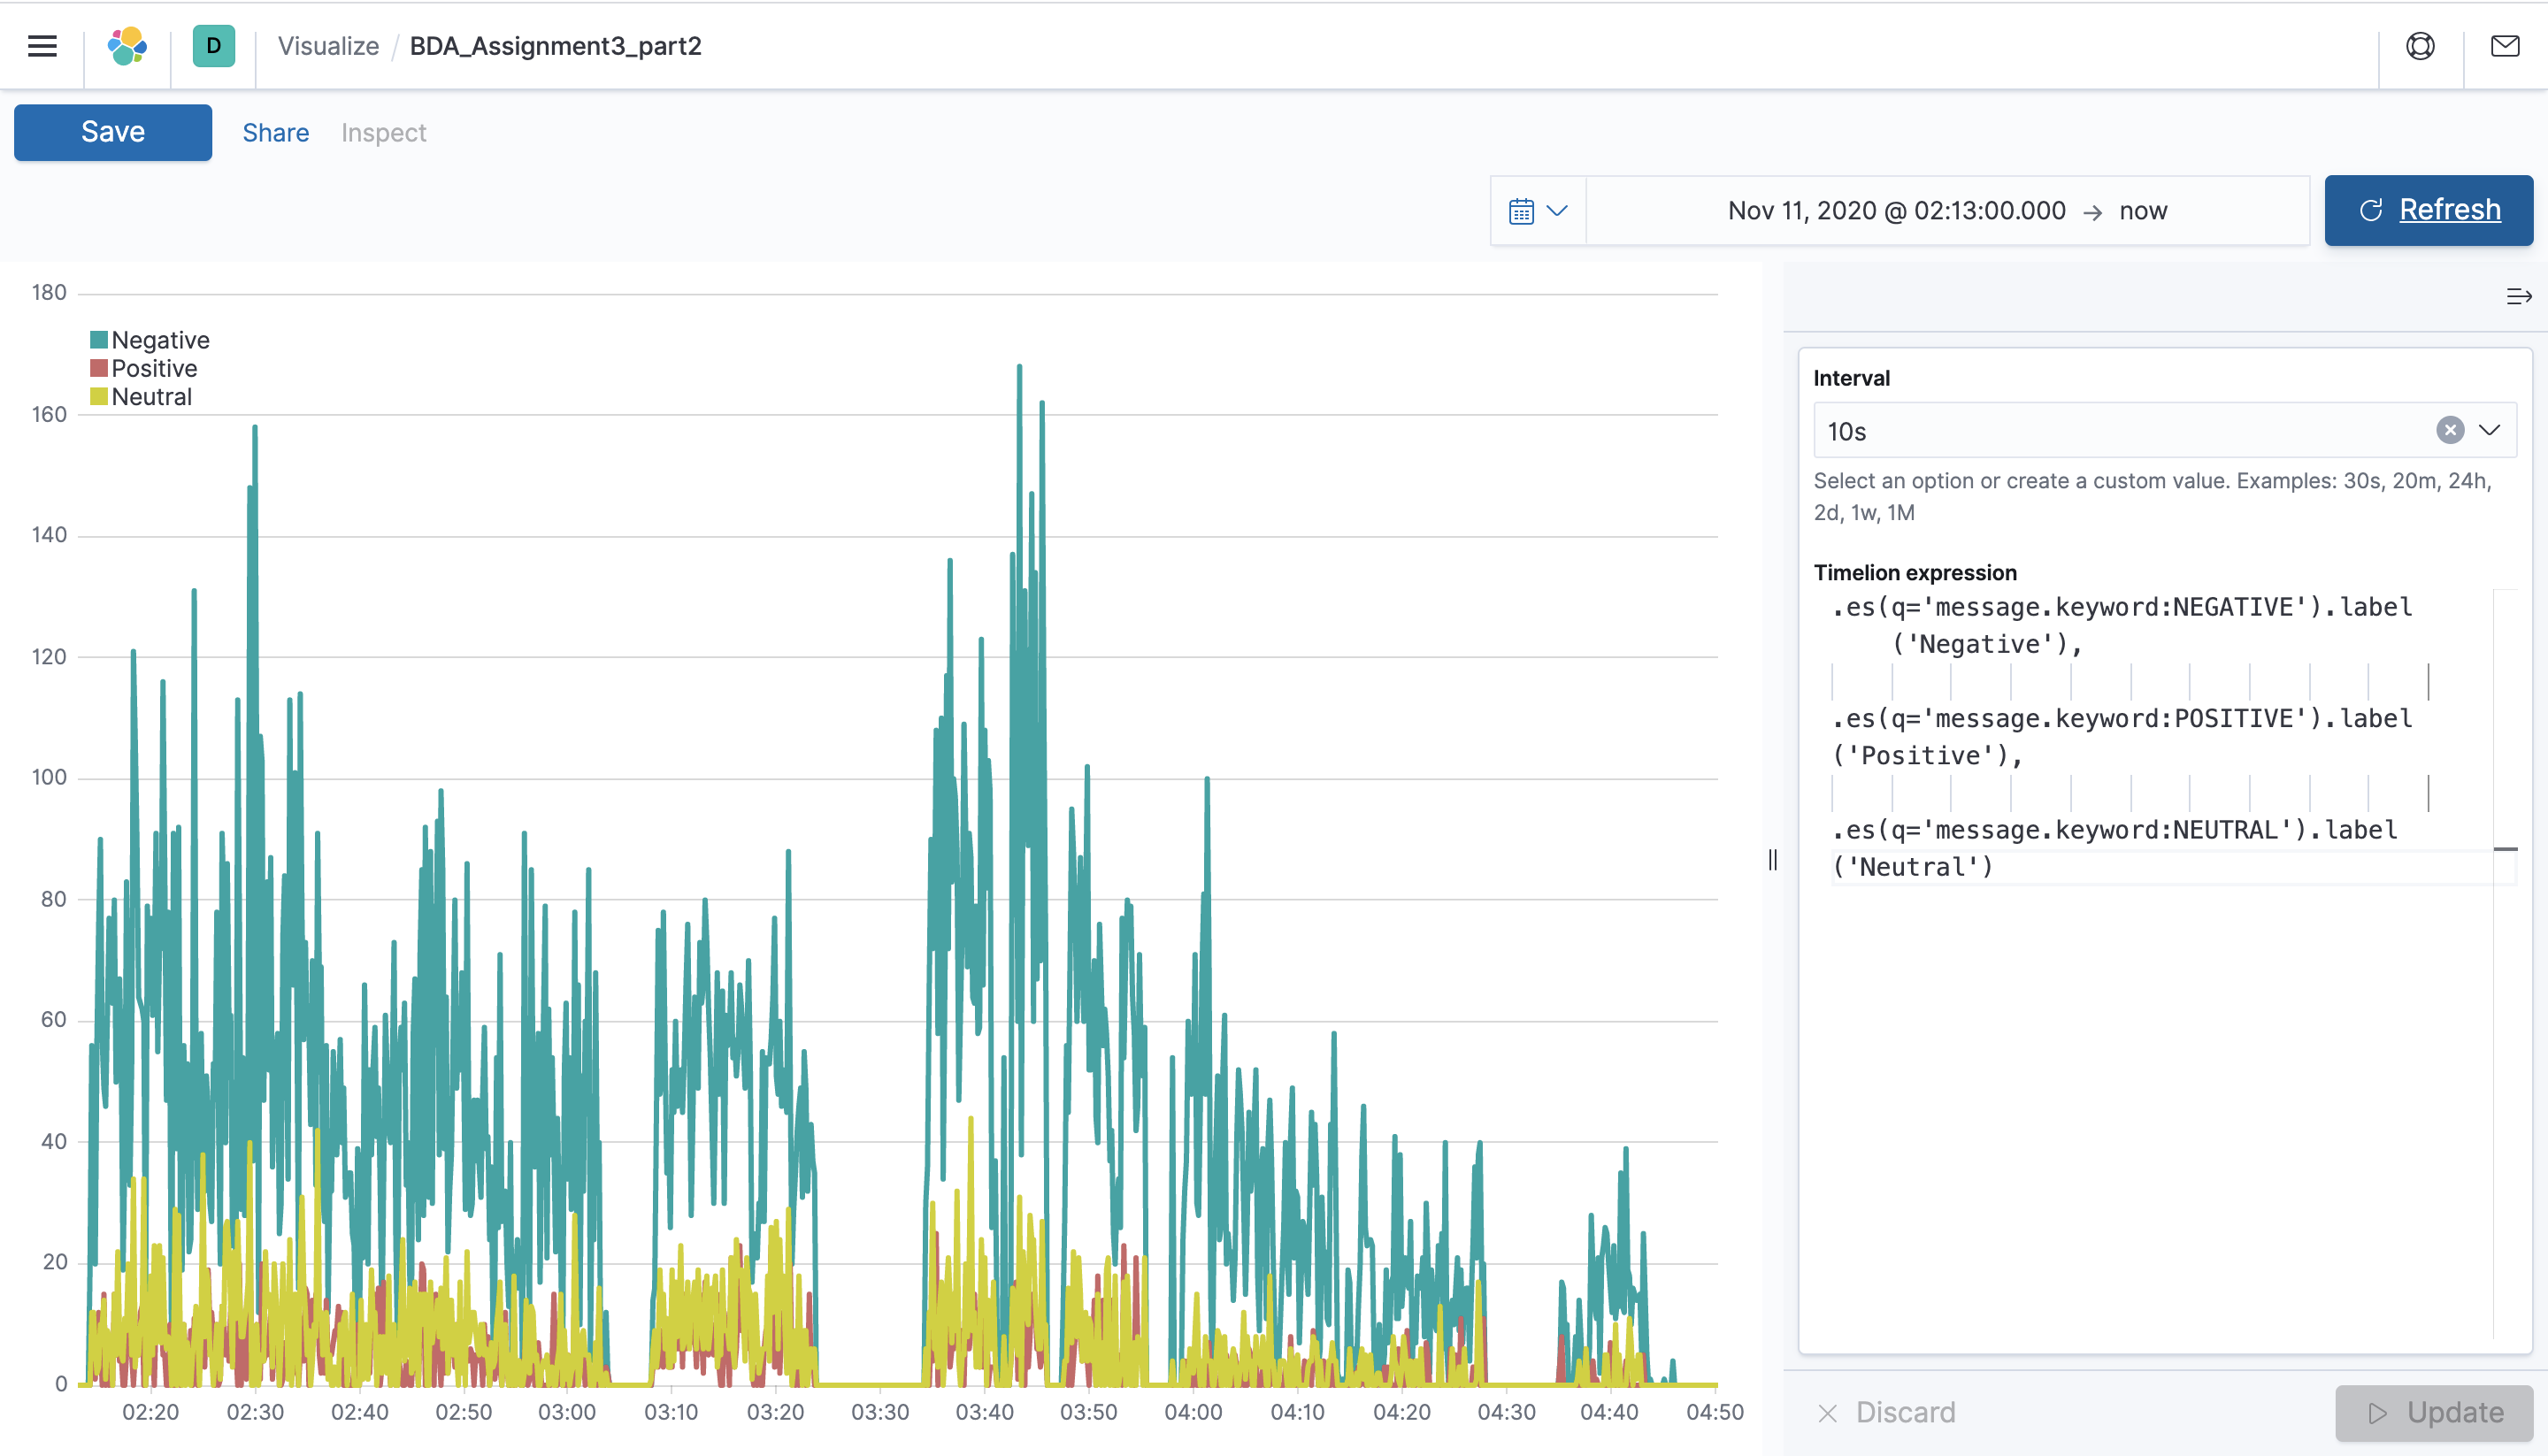 D Visualize / BDA_Assignment3_part2
Save Share Inspect
Nov 11, 2020 @ 02:13:00.000 → now Refresh
180
160
140
120
100
80
60
40
20
0
Negative
Positive
Neutral
02:20 02:30 02:40 02:50 03:00 03:10 03:20 03:30 03:40 03:50 04:00 04:10 04:20 04:30 04:40 04:50
Interval
10s
Select an option or create a custom value. Examples: 30s, 20m, 24h,
2d, 1w, 1M
Timelion expression
.es(q='message.keyword:NEGATIVE').label
('Negative'),
.es(q='message.keyword:POSITIVE').label
('Positive'),
.es(q='message.keyword:NEUTRAL').label
('Neutral')
Discard Update